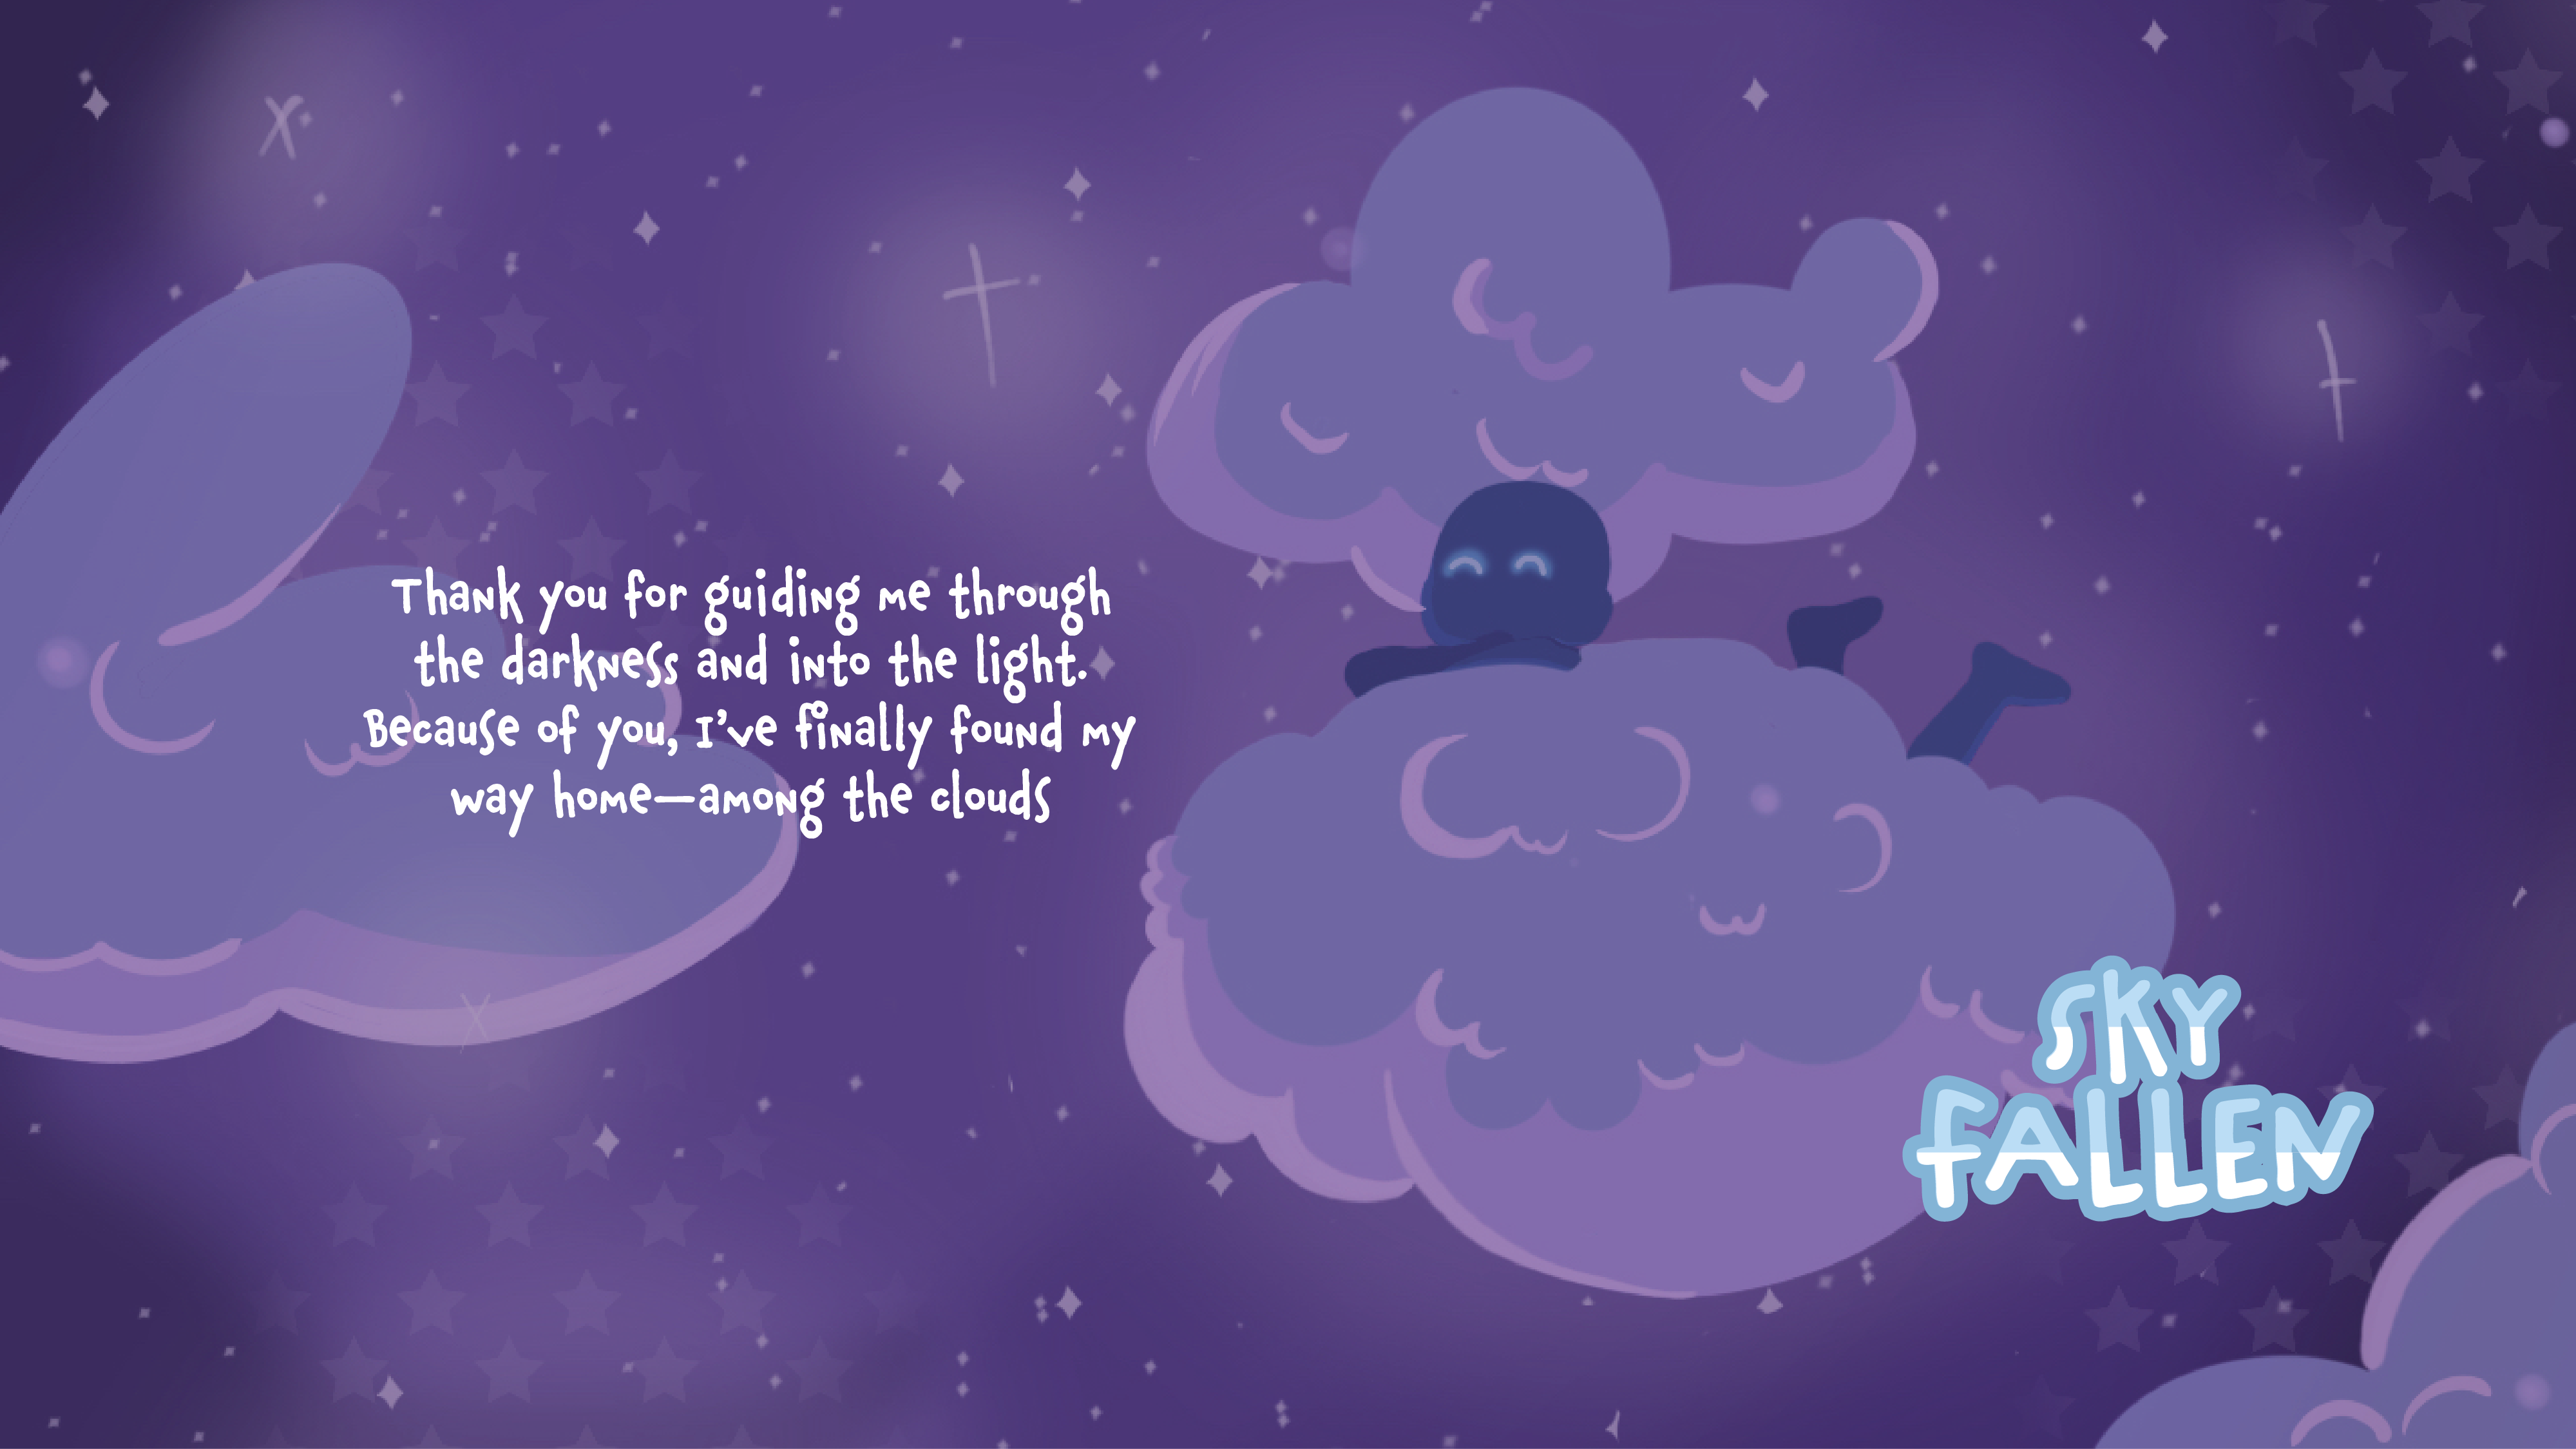 Thank you for guiding me through
the darkness and into the light.
Because of you, I've finally found my
way home—among the clouds
SKY
FALLEN